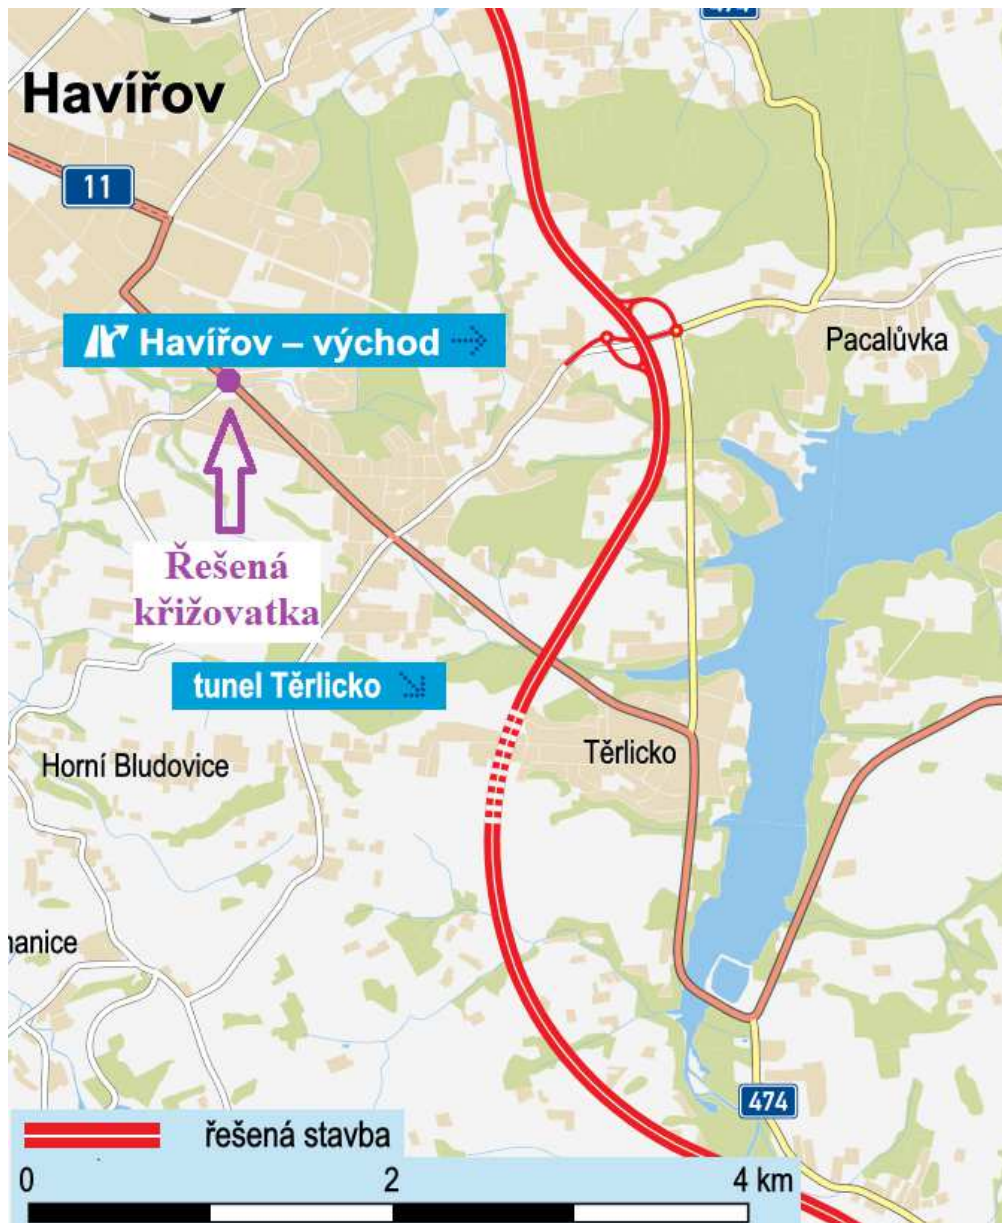 474
Havířov
11
Havířov – východ
Pacalůvka
Řešená
křižovatka
tunel Těrlicko
Těrlicko
Horní Bludovice
474
řešená stavba
0 2 4 km